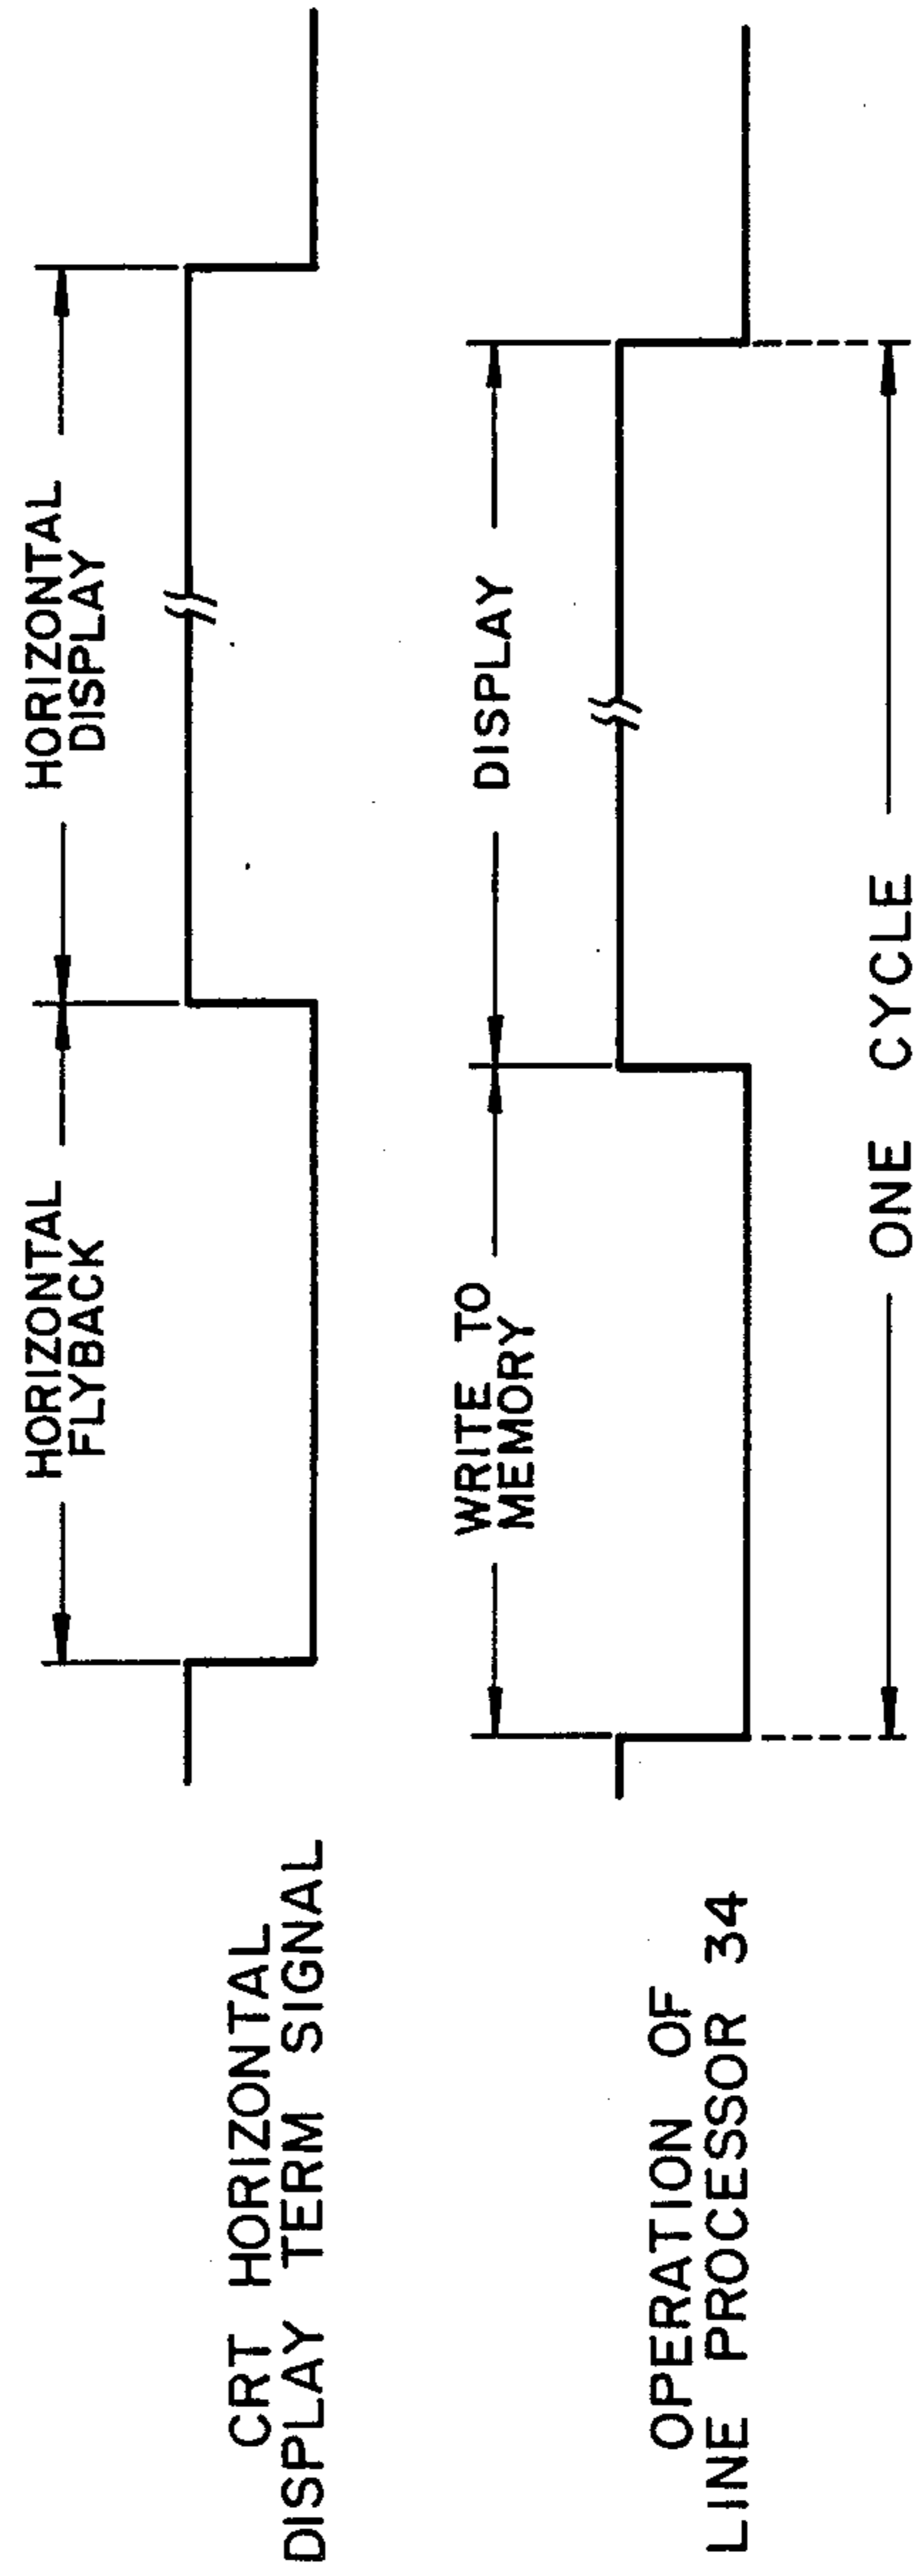 CRT HORIZONTAL
DISPLAY TERM SIGNAL
HORIZONTAL
FLYBACK
HORIZONTAL
DISPLAY
OPERATION OF
LINE PROCESSOR 34
WRITE TO
MEMORY
DISPLAY
ONE CYCLE